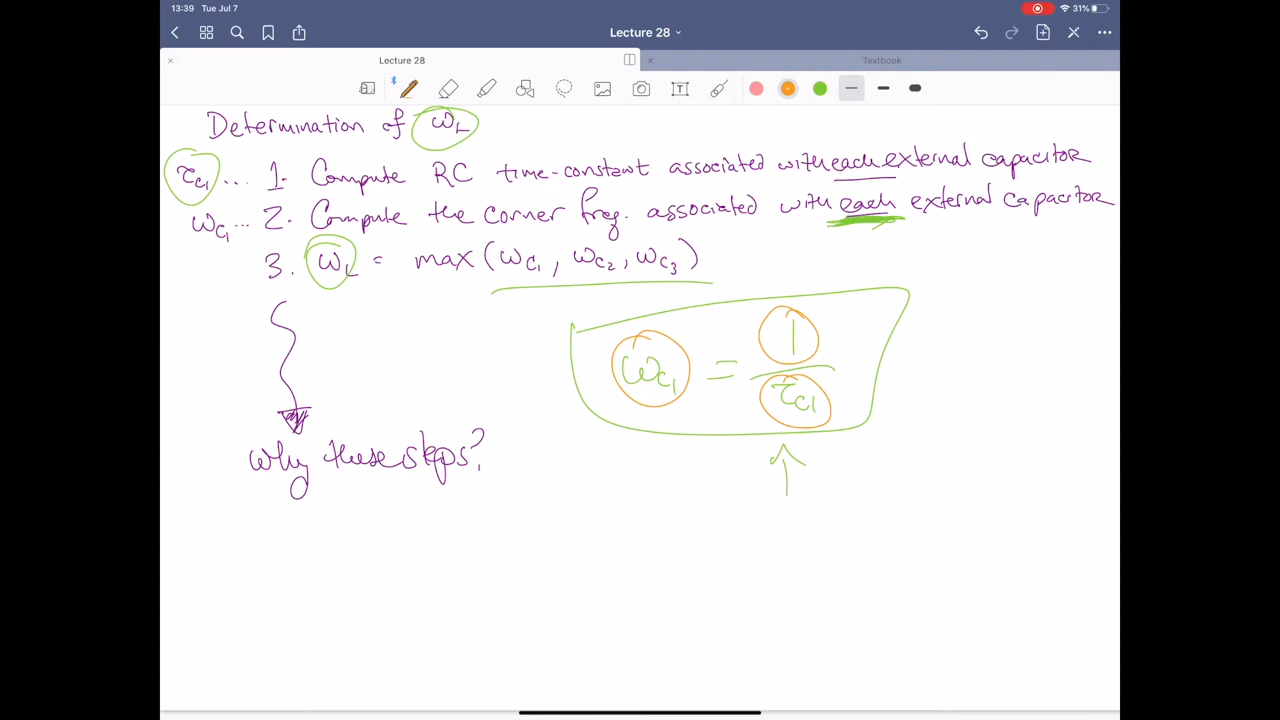 13:39 Tue Jul 7
31%
Lecture 28
Lecture 28
Textbook
Determination of ωL
τC1 ... 1. Compute RC time-constant associated with each external capacitor
ωC1 ... 2. Compute the corner freq. associated with each external capacitor
3. ωL = max (ωC1, ωC2, ωC3)
ωC1 = 1 / τC1
Why these steps?